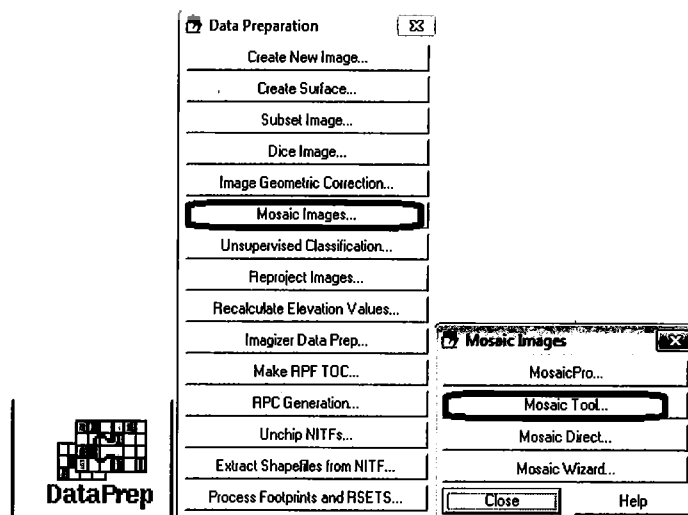 Data Preparation
Create New Image...
Create Surface...
Subset Image...
Dice Image...
Image Geometric Correction...
Mosaic Images...
Unsupervised Classification...
Reproject Images...
Recalculate Elevation Values...
Imagizer Data Prep...
Make RPF TOC...
RPC Generation...
Unchip NITFs...
Extract Shapefiles from NITF...
Process Footprints and RSETS...
Mosaic Images
MosaicPro...
Mosaic Tool...
Mosaic Direct...
Mosaic Wizard...
Close
Help
DataPrep